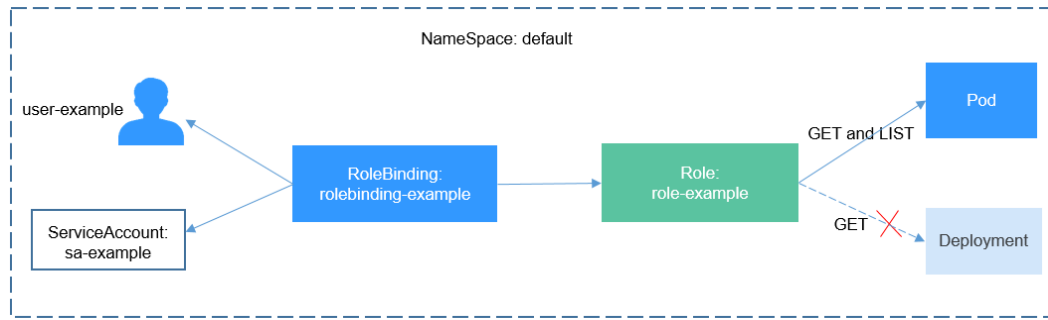 NameSpace: default
user-example
Pod
GET and LIST
RoleBinding:
rolebinding-example
Role:
role-example
ServiceAccount:
sa-example
GET
Deployment